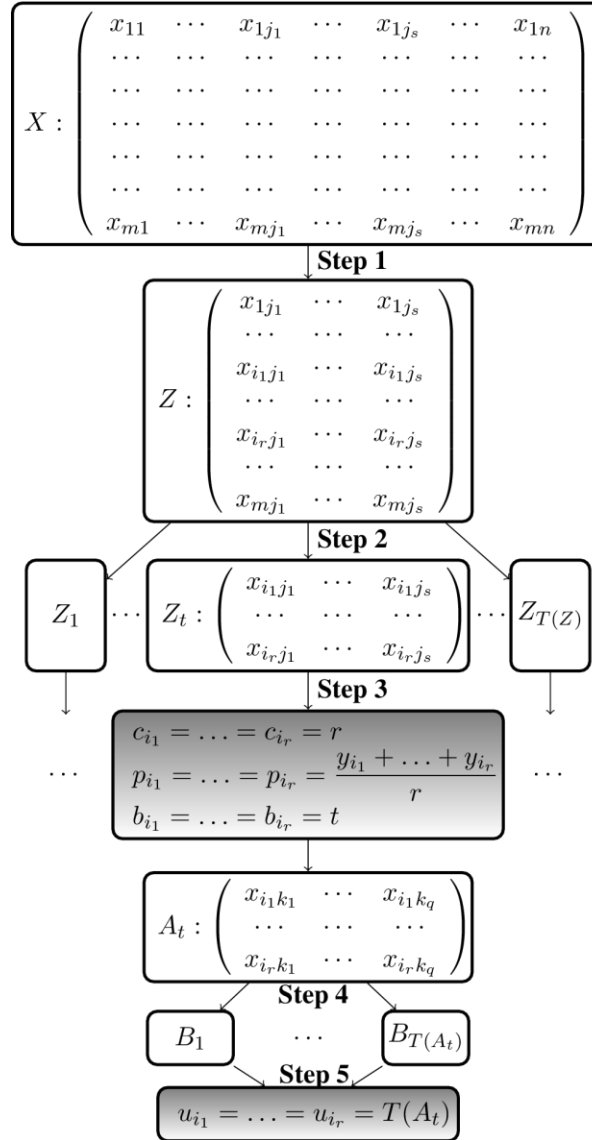 x_{11} ⋯ x_{1j_1} ⋯ x_{1j_s} ⋯ x_{1n}
⋯ ⋯ ⋯ ⋯ ⋯ ⋯
⋯ ⋯ ⋯ ⋯ ⋯ ⋯
X : ⋯ ⋯ ⋯ ⋯ ⋯ ⋯
⋯ ⋯ ⋯ ⋯ ⋯ ⋯
⋯ ⋯ ⋯ ⋯ ⋯ ⋯
x_{m1} ⋯ x_{mj_1} ⋯ x_{mj_s} ⋯ x_{mn}
Step 1
x_{1j_1} ⋯ x_{1j_s}
⋯ ⋯ ⋯
x_{i_1j_1} ⋯ x_{i_1j_s}
Z : ⋯ ⋯ ⋯
x_{i_rj_1} ⋯ x_{i_rj_s}
⋯ ⋯ ⋯
x_{mj_1} ⋯ x_{mj_s}
Step 2
x_{i_1j_1} ⋯ x_{i_1j_s}
Z_1 ⋯ Z_t : ⋯ ⋯ ⋯ ⋯ Z_{T(Z)}
x_{i_rj_1} ⋯ x_{i_rj_s}
Step 3
c_{i_1} = … = c_{i_r} = r
⋯ p_{i_1} = … = p_{i_r} = \frac{y_{i_1} + … + y_{i_r}}{r} ⋯
b_{i_1} = … = b_{i_r} = t
x_{i_1k_1} ⋯ x_{i_1k_q}
A_t : ⋯ ⋯ ⋯
x_{i_rk_1} ⋯ x_{i_rk_q}
Step 4
B_1 ⋯ B_{T(A_t)}
Step 5
u_{i_1} = … = u_{i_r} = T(A_t)